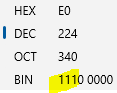 HEX E0
DEC 224
OCT 340
BIN 1110 0000